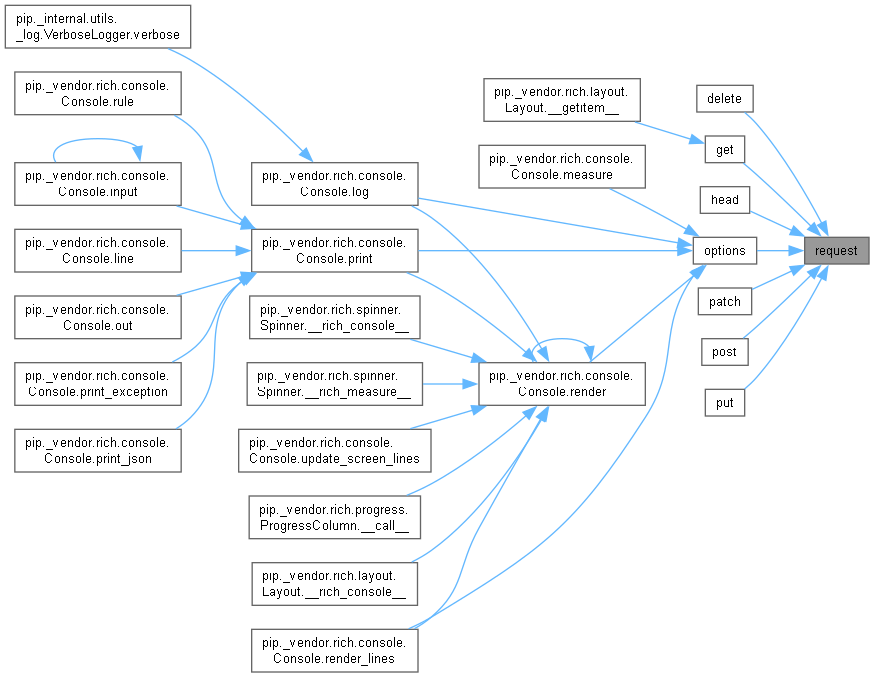 pip._internal.utils.
_log.VerboseLogger.verbose
pip._vendor.rich.console.
Console.rule
pip._vendor.rich.console.
Console.input
pip._vendor.rich.console.
Console.line
pip._vendor.rich.console.
Console.out
pip._vendor.rich.console.
Console.print_exception
pip._vendor.rich.console.
Console.print_json
pip._vendor.rich.console.
Console.log
pip._vendor.rich.console.
Console.print
pip._vendor.rich.spinner.
Spinner.__rich_console__
pip._vendor.rich.spinner.
Spinner.__rich_measure__
pip._vendor.rich.console.
Console.update_screen_lines
pip._vendor.rich.progress.
ProgressColumn.__call__
pip._vendor.rich.layout.
Layout.__rich_console__
pip._vendor.rich.console.
Console.render_lines
pip._vendor.rich.layout.
Layout.__getitem__
pip._vendor.rich.console.
Console.measure
pip._vendor.rich.console.
Console.render
delete
get
head
options
patch
post
put
request